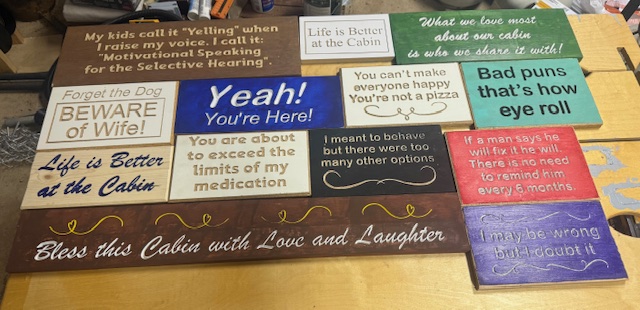 My kids call it "Yelling" when
I raise my voice. I call it:
"Motivational Speaking
for the Selective Hearing".
Life is Better
at the Cabin
What we love most
about our cabin
is who we share it with!
Forget the Dog
BEWARE
of Wife!
Yeah!
You're Here!
You can't make
everyone happy
You're not a pizza
Bad puns
that's how
eye roll
Life is Better
at the Cabin
You are about
to exceed the
limits of my
medication
I meant to behave
but there were too
many other options
If a man says he
will fix it he will.
There is no need
to remind him
every 6 months.
Bless this Cabin with Love and Laughter
I may be wrong
but I doubt it